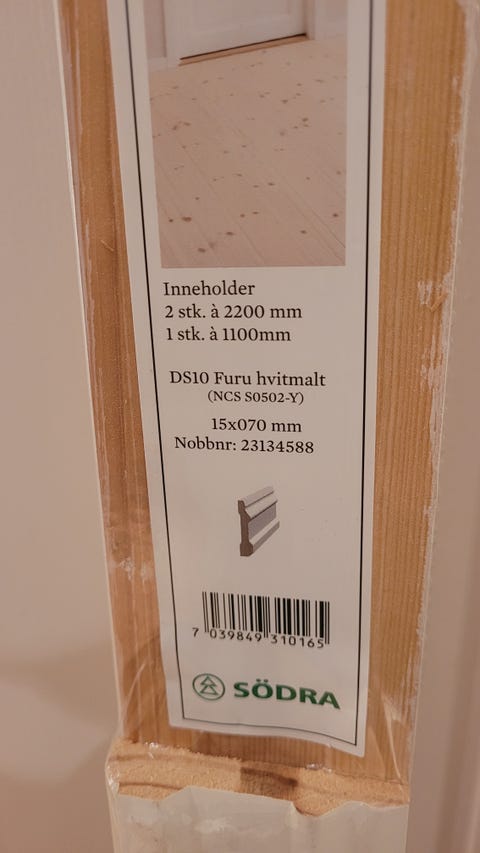 Inneholder
2 stk. à 2200 mm
1 stk. à 1100mm
DS10 Furu hvitmalt
(NCS S0502-Y)
15x070 mm
Nobbnr: 23134588
7 039849 310165
SÖDRA